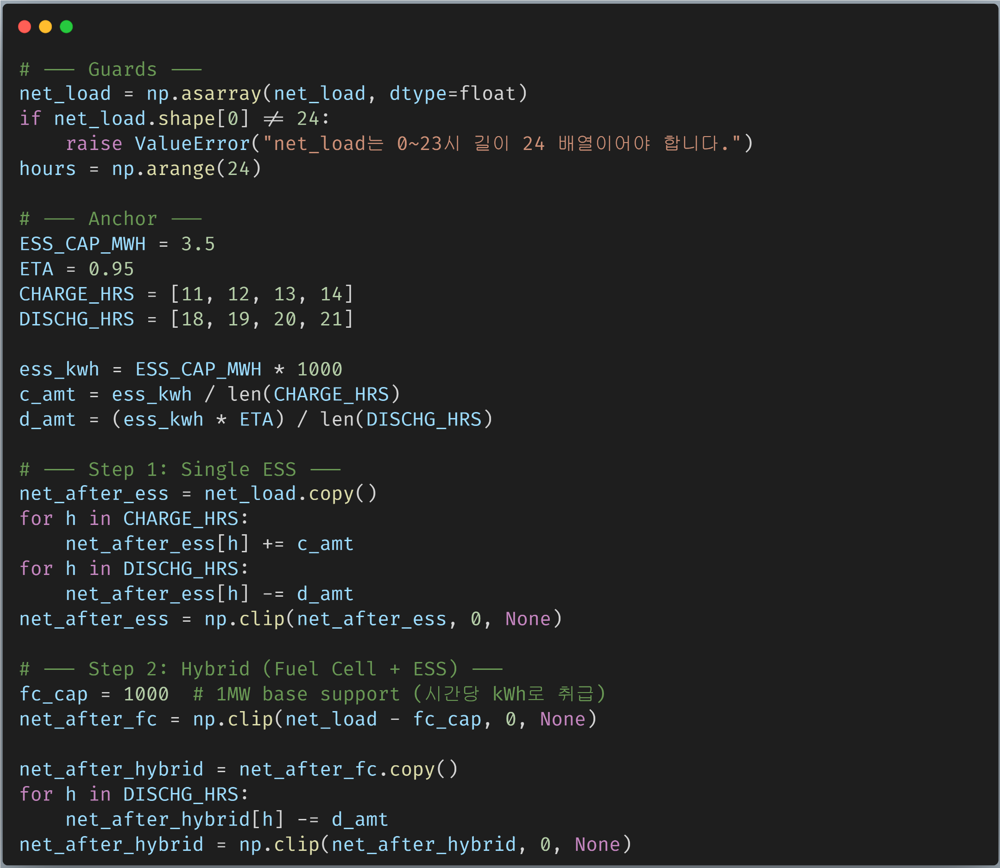 # --- Guards ---
net_load = np.asarray(net_load, dtype=float)
if net_load.shape[0] != 24:
    raise ValueError("net_load는 0~23시 길이 24 배열이어야 합니다.")
hours = np.arange(24)
# --- Anchor ---
ESS_CAP_MWH = 3.5
ETA = 0.95
CHARGE_HRS = [11, 12, 13, 14]
DISCHG_HRS = [18, 19, 20, 21]
ess_kwh = ESS_CAP_MWH * 1000
c_amt = ess_kwh / len(CHARGE_HRS)
d_amt = (ess_kwh * ETA) / len(DISCHG_HRS)
# --- Step 1: Single ESS ---
net_after_ess = net_load.copy()
for h in CHARGE_HRS:
    net_after_ess[h] += c_amt
for h in DISCHG_HRS:
    net_after_ess[h] -= d_amt
net_after_ess = np.clip(net_after_ess, 0, None)
# --- Step 2: Hybrid (Fuel Cell + ESS) ---
fc_cap = 1000  # 1MW base support (시간당 kWh로 취급)
net_after_fc = np.clip(net_load - fc_cap, 0, None)
net_after_hybrid = net_after_fc.copy()
for h in DISCHG_HRS:
    net_after_hybrid[h] -= d_amt
net_after_hybrid = np.clip(net_after_hybrid, 0, None)